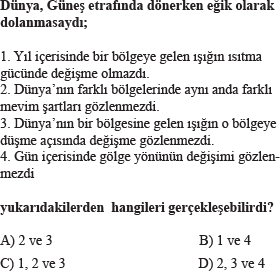 Dünya, Güneş etrafında dönerken eğik olarak
dolanmasaydı;
1. Yıl içerisinde bir bölgeye gelen ışığın ısıtma
gücünde değişme olmazdı.
2. Dünya’nın farklı bölgelerinde aynı anda farklı
mevim şartları gözlenmezdi.
3. Dünya’nın bir bölgesine gelen ışığın o bölgeye
düşme açısında değişme gözlenmezdi.
4. Gün içerisinde gölge yönünün değişimi gözlen-
mezdi
yukarıdakilerden hangileri gerçekleşebilirdi?
A) 2 ve 3 B) 1 ve 4
C) 1, 2 ve 3 D) 2, 3 ve 4